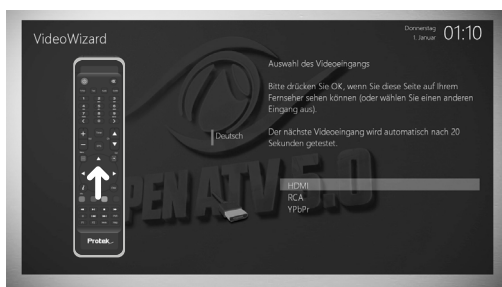 VideoWizard
Donnerstag
1. Januar
01:10
Auswahl des Videoeingangs
Bitte drücken Sie OK, wenn Sie diese Seite auf Ihrem
Fernseher sehen können (oder wählen Sie einen anderen
Eingang aus).
Deutsch
Der nächste Videoeingang wird automatisch nach 20
Sekunden getestet.
HDMI
RCA
YPbPr
PEN ATV 5.0
Protek